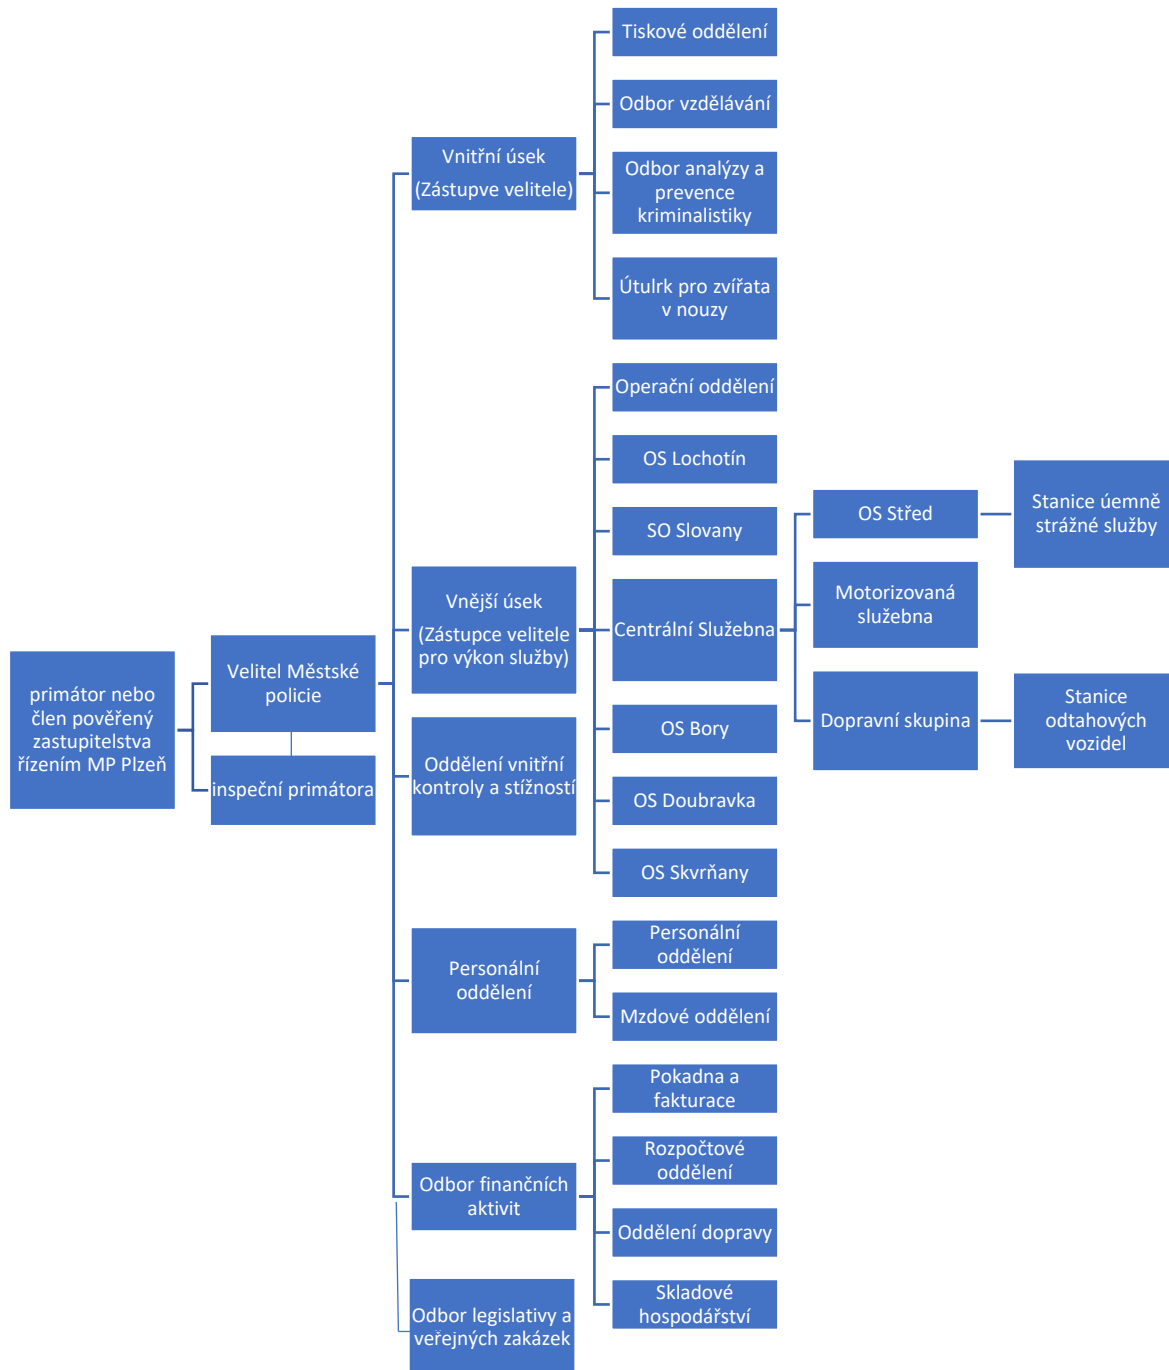 primátor nebo
člen pověřený
zastupitelstva
řízením MP Plzeň
Velitel Městské
policie
inspeční primátora
Vnitřní úsek
(Zástupve velitele)
Tiskové oddělení
Odbor vzdělávání
Odbor analýzy a
prevence
kriminalistiky
Útulrk pro zvířata
v nouzy
Vnější úsek
(Zástupce velitele
pro výkon služby)
Operační oddělení
OS Lochotín
SO Slovany
Centrální Služebna
OS Střed
Stanice úemně
strážné služby
Motorizovaná
služebna
Dopravní skupina
Stanice
odtahových
vozidel
OS Bory
OS Doubravka
OS Skvrňany
Oddělení vnitřní
kontroly a stížností
Personální
oddělení
Personální
oddělení
Mzdové oddělení
Odbor finančních
aktivit
Pokadna a
fakturace
Rozpočtové
oddělení
Oddělení dopravy
Skladové
hospodářství
Odbor legislativy a
veřejných zakázek